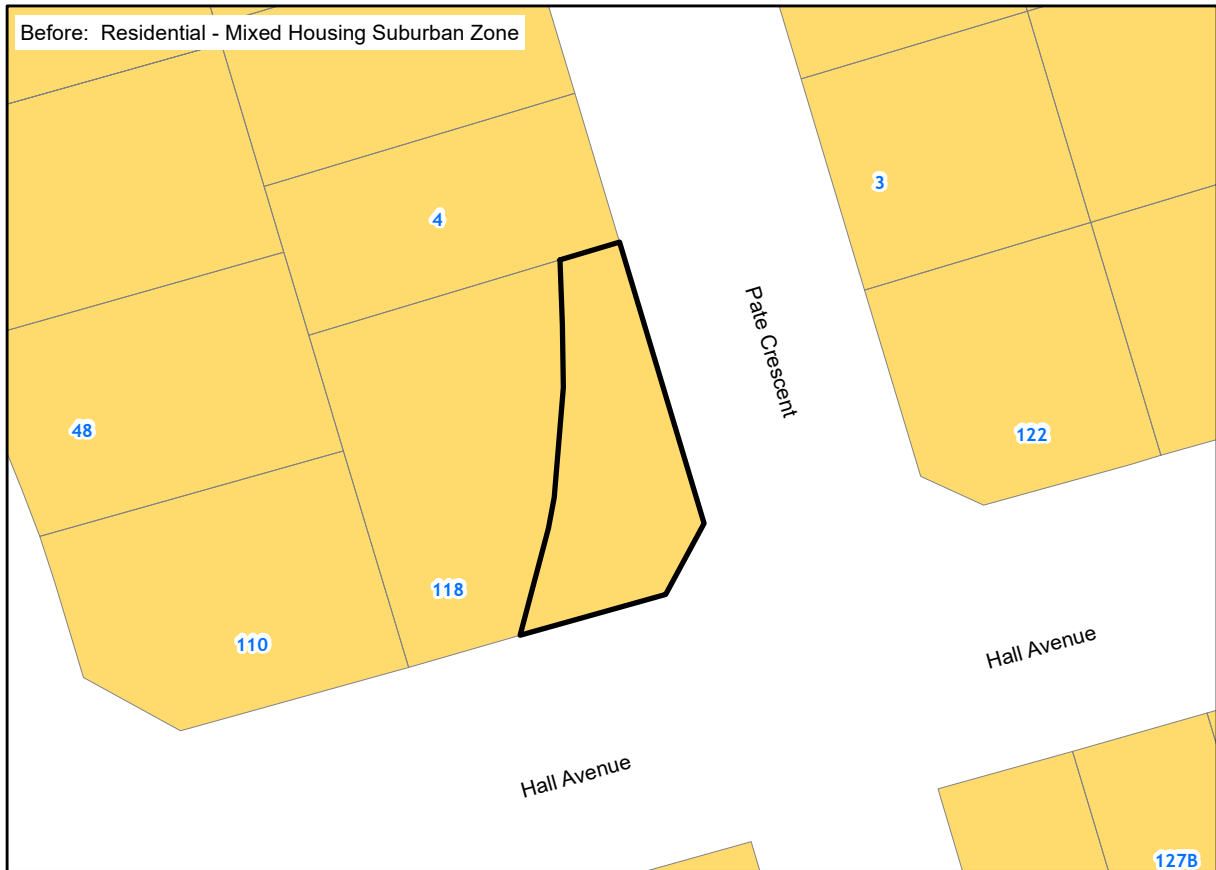 Before:  Residential - Mixed Housing Suburban Zone
3
4
Pate Crescent
48
122
118
110
Hall Avenue
Hall Avenue
127B